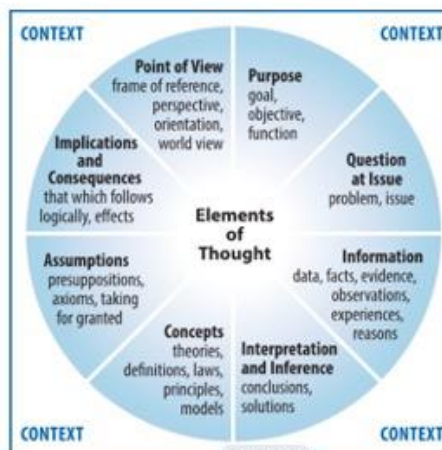 CONTEXT
CONTEXT
Point of View
frame of reference,
perspective,
orientation,
world view
Purpose
goal,
objective,
function
Implications
and
Consequences
that which follows
logically, effects
Question
at Issue
problem, issue
Elements
of
Thought
Assumptions
presuppositions,
axioms, taking
for granted
Information
data, facts, evidence,
observations,
experiences,
reasons
Concepts
theories,
definitions, laws,
principles,
models
Interpretation
and Inference
conclusions,
solutions
CONTEXT
CONTEXT